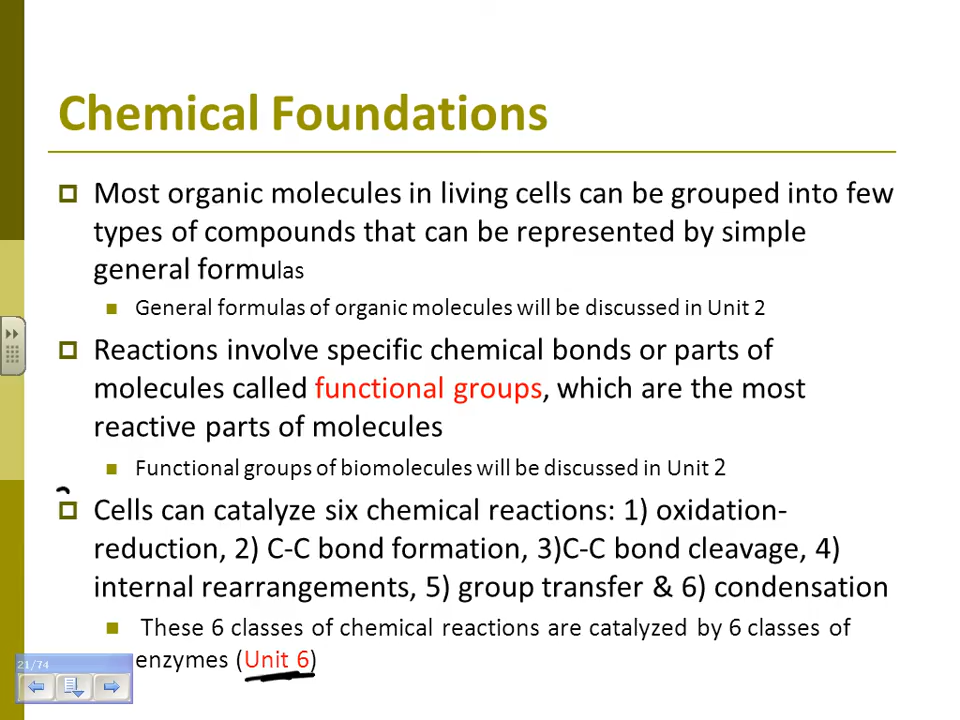 Chemical Foundations
Most organic molecules in living cells can be grouped into few
types of compounds that can be represented by simple
general formulas
General formulas of organic molecules will be discussed in Unit 2
Reactions involve specific chemical bonds or parts of
molecules called functional groups, which are the most
reactive parts of molecules
Functional groups of biomolecules will be discussed in Unit 2
Cells can catalyze six chemical reactions: 1) oxidation-
reduction, 2) C-C bond formation, 3)C-C bond cleavage, 4)
internal rearrangements, 5) group transfer & 6) condensation
These 6 classes of chemical reactions are catalyzed by 6 classes of
enzymes (Unit 6)
21/74